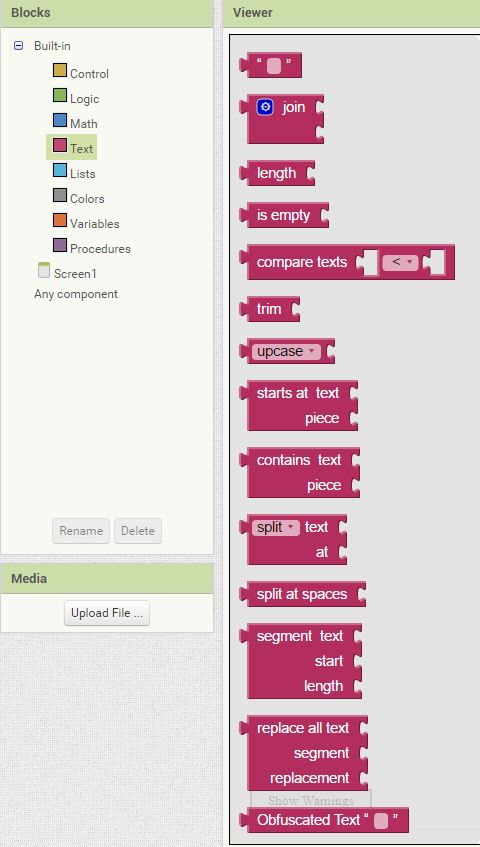 Blocks
Built-in
Control
Logic
Math
Text
Lists
Colors
Variables
Procedures
Screen1
Any component
Rename Delete
Media
Upload File ...
Viewer
“ ”
join
length
is empty
compare texts <
trim
upcase
starts at text
piece
contains text
piece
split text
at
split at spaces
segment text
start
length
replace all text
segment
replacement
Show Warnings
Obfuscated Text “ ”